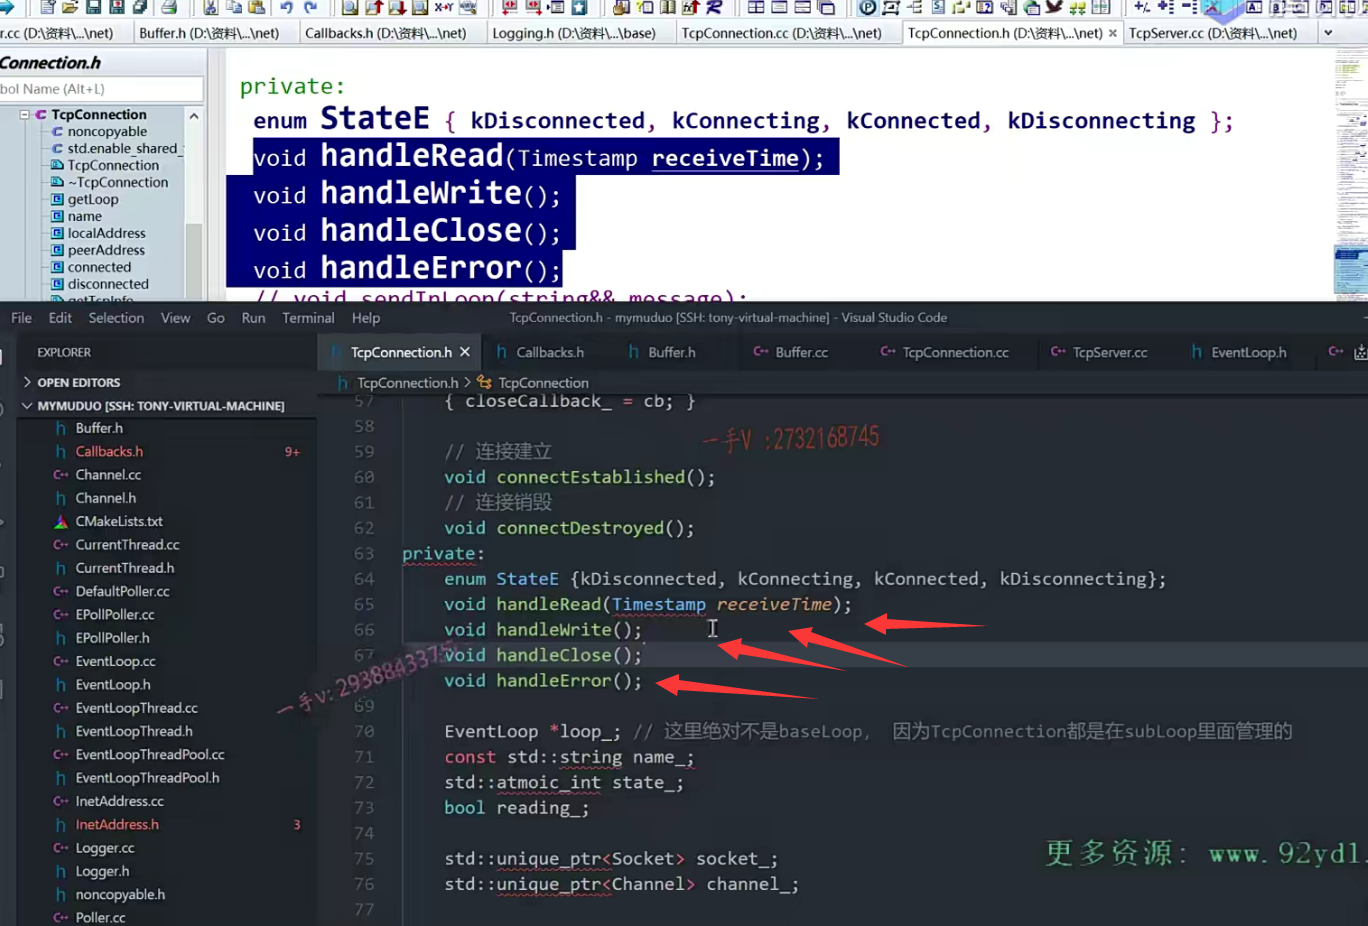 r.cc (D:\资料\...\net)
Buffer.h (D:\资料\...\net)
Callbacks.h (D:\资料\...\net)
Logging.h (D:\资料\...\base)
TcpConnection.cc (D:\资料\...\net)
TcpConnection.h (D:\资料\...\net) ×
TcpServer.cc (D:\资料\...\net)
Connection.h
bol Name (Alt+L)
TcpConnection
noncopyable
std.enable_shared_
TcpConnection
~TcpConnection
getLoop
name
localAddress
peerAddress
connected
disconnected
getTcpInfo
private:
enum StateE { kDisconnected, kConnecting, kConnected, kDisconnecting };
void handleRead(Timestamp receiveTime);
void handleWrite();
void handleClose();
void handleError();
// void sendInLoop(string&& message);
File Edit Selection View Go Run Terminal Help
TcpConnection.h - mymuduo [SSH: tony-virtual-machine] - Visual Studio Code
EXPLORER
TcpConnection.h ×
Callbacks.h
Buffer.h
Buffer.cc
TcpConnection.cc
TcpServer.cc
EventLoop.h
OPEN EDITORS
MYMUDUO [SSH: TONY-VIRTUAL-MACHINE]
Buffer.h
Callbacks.h 9+
Channel.cc
Channel.h
CMakeLists.txt
CurrentThread.cc
CurrentThread.h
DefaultPoller.cc
EPollPoller.cc
EPollPoller.h
EventLoop.cc
EventLoop.h
EventLoopThread.cc
EventLoopThread.h
EventLoopThreadPool.cc
EventLoopThreadPool.h
InetAddress.cc
InetAddress.h 3
Logger.cc
Logger.h
noncopyable.h
Poller.cc
TcpConnection.h > TcpConnection
57 { closeCallback_ = cb; }
58
59 // 连接建立
60 void connectEstablished();
61 // 连接销毁
62 void connectDestroyed();
63 private:
64 enum StateE {kDisconnected, kConnecting, kConnected, kDisconnecting};
65 void handleRead(Timestamp receiveTime);
66 void handleWrite();
67 void handleClose();
void handleError();
69
70 EventLoop *loop_; // 这里绝对不是baseLoop, 因为TcpConnection都是在subLoop里面管理的
71 const std::string name_;
72 std::atmoic_int state_;
73 bool reading_;
74
75 std::unique_ptr<Socket> socket_;
76 std::unique_ptr<Channel> channel_;
77
一手V :2732168745
更多资源: www.92yd1.